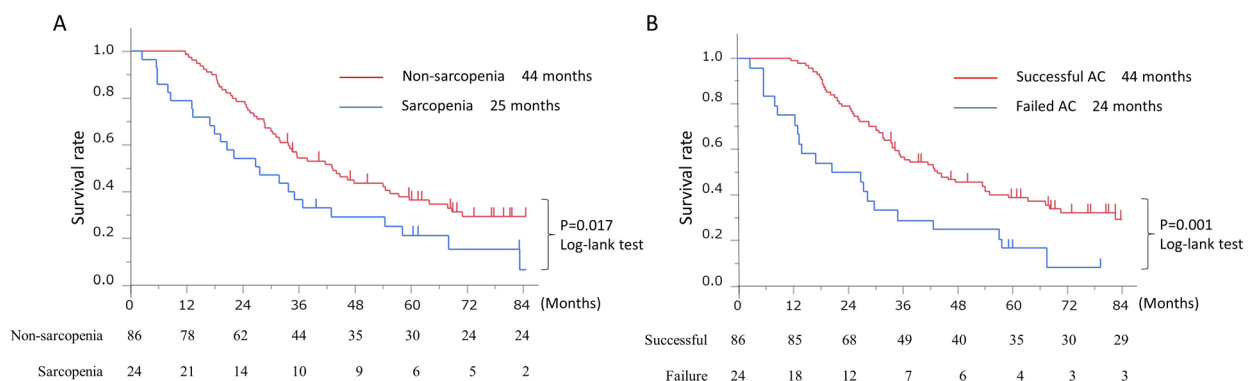 A
Survival rate
1.0
0.8
0.6
0.4
0.2
0.0
Non-sarcopenia 44 months
Sarcopenia 25 months
P=0.017
Log-lank test
0 12 24 36 48 60 72 84 (Months)
Non-sarcopenia 86 78 62 44 35 30 24 24
Sarcopenia 24 21 14 10 9 6 5 2
B
Survival rate
1.0
0.8
0.6
0.4
0.2
0.0
Successful AC 44 months
Failed AC 24 months
P=0.001
Log-lank test
0 12 24 36 48 60 72 84 (Months)
Successful 86 85 68 49 40 35 30 29
Failure 24 18 12 7 6 4 3 3